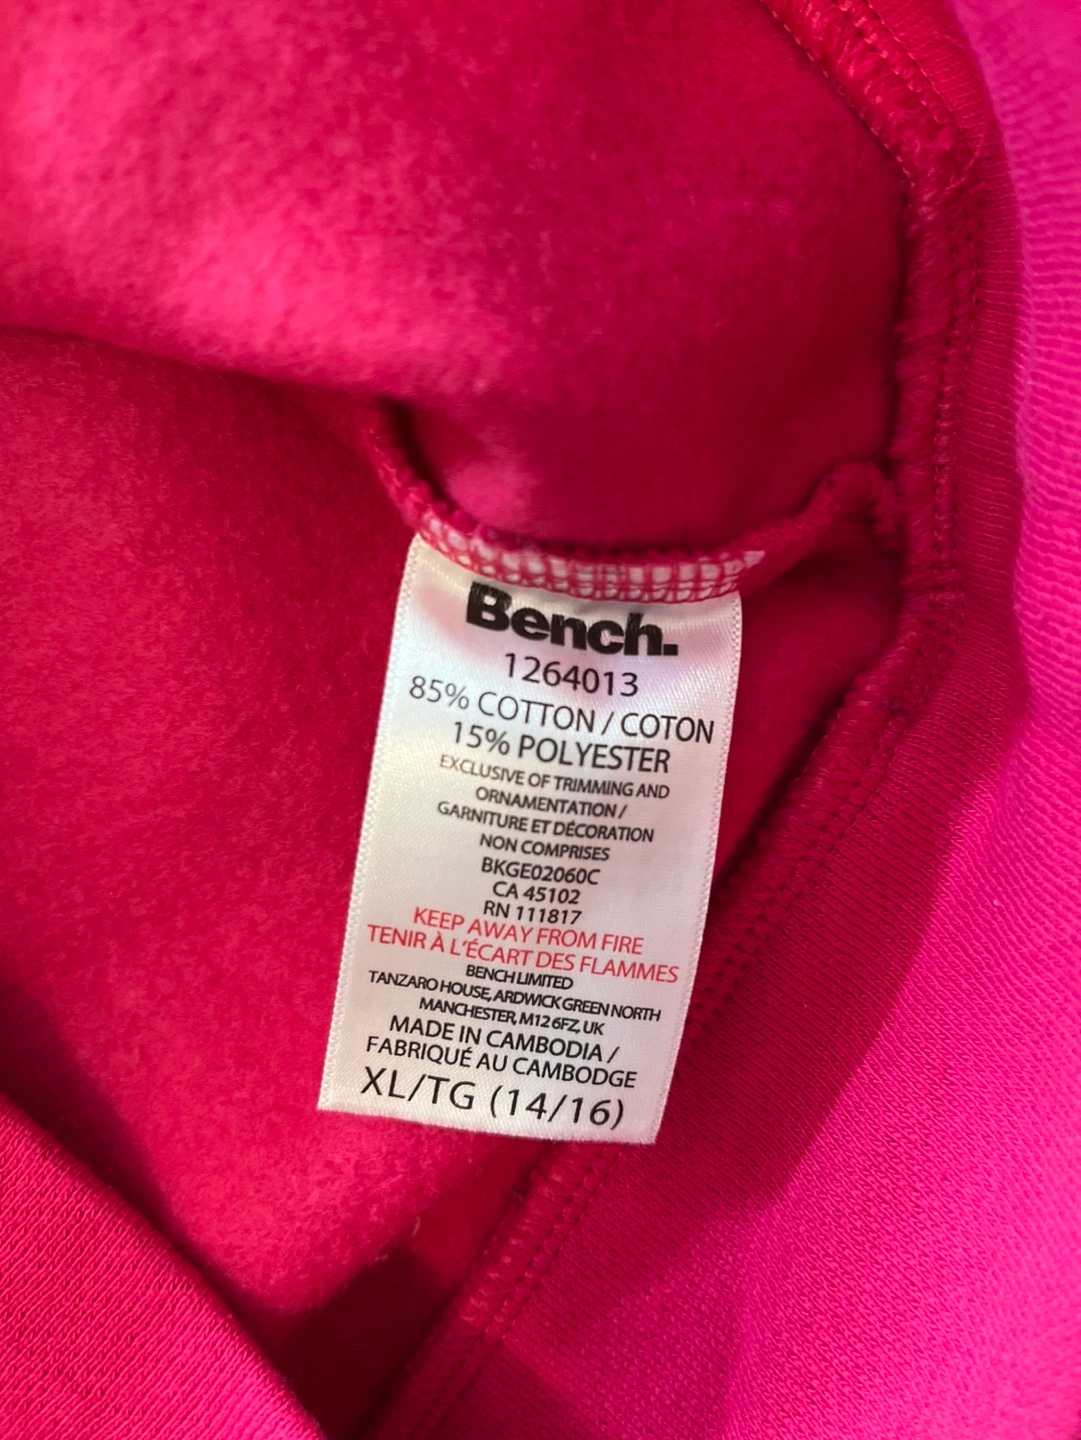 Bench.
1264013
85% COTTON / COTON
15% POLYESTER
EXCLUSIVE OF TRIMMING AND
ORNAMENTATION /
GARNITURE ET DÉCORATION
NON COMPRISES
BKGE02060C
CA 45102
RN 111817
KEEP AWAY FROM FIRE
TENIR À L'ÉCART DES FLAMMES
BENCH LIMITED
TANZARO HOUSE, ARDWICK GREEN NORTH
MANCHESTER, M12 6FZ, UK
MADE IN CAMBODIA /
FABRIQUÉ AU CAMBODGE
XL/TG (14/16)